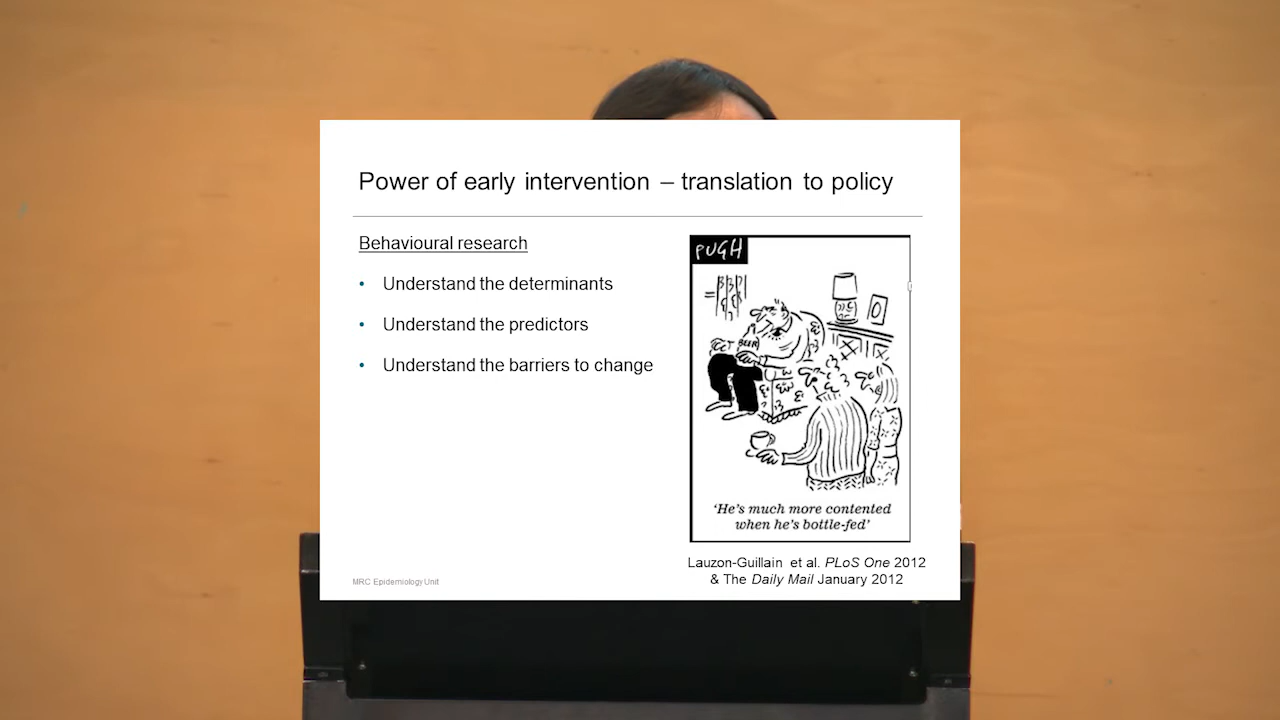 Power of early intervention – translation to policy
Behavioural research
• Understand the determinants
• Understand the predictors
• Understand the barriers to change
PUGH
BEER
‘He's much more contented
when he's bottle-fed’
Lauzon-Guillain et al. PLoS One 2012
& The Daily Mail January 2012
MRC Epidemiology Unit